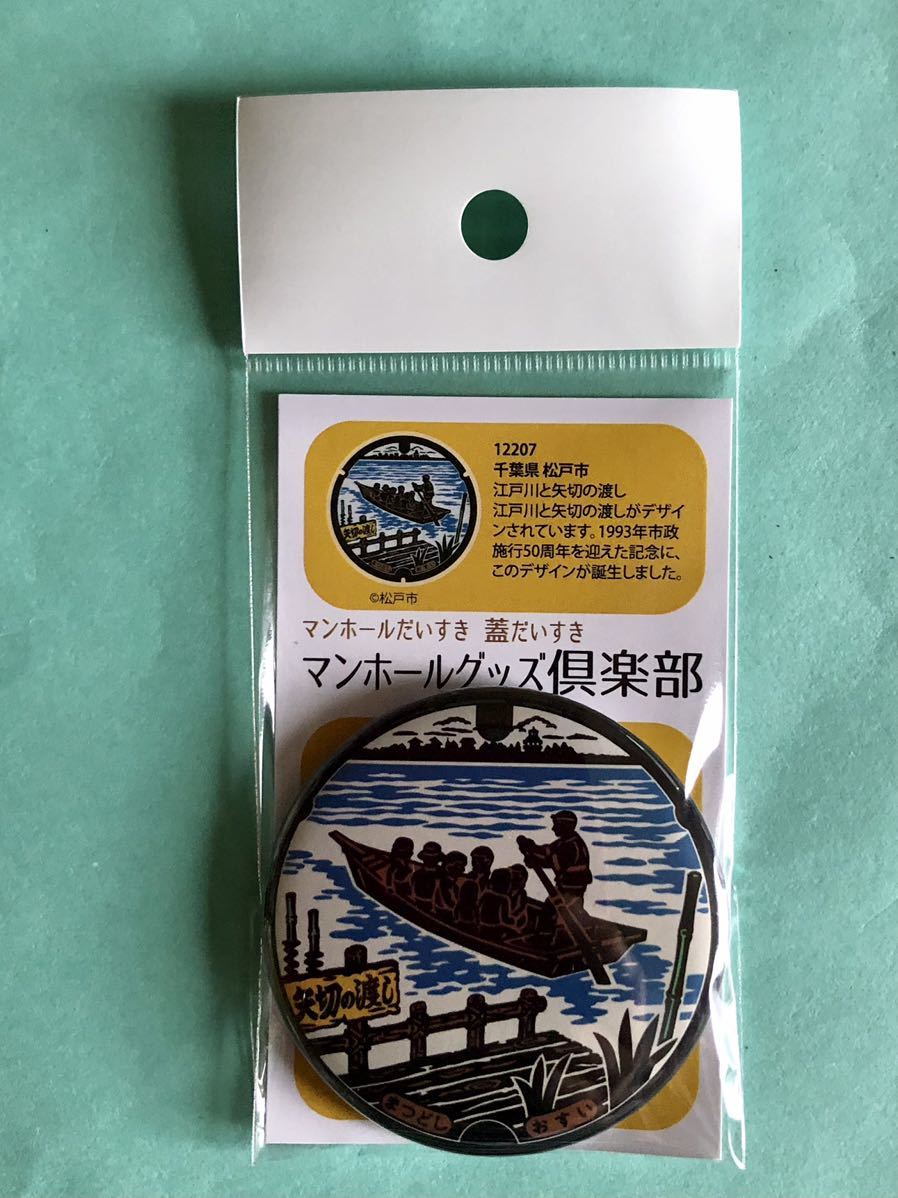 12207
千葉県 松戸市
江戸川と矢切の渡し
江戸川と矢切の渡しがデザイ
ンされています。1993年市政
施行50周年を迎えた記念に、
このデザインが誕生しました。
矢切の渡し
©松戸市
マンホールだいすき 蓋だいすき
マンホールグッズ倶楽部
矢切の渡し
まつどし
おすい